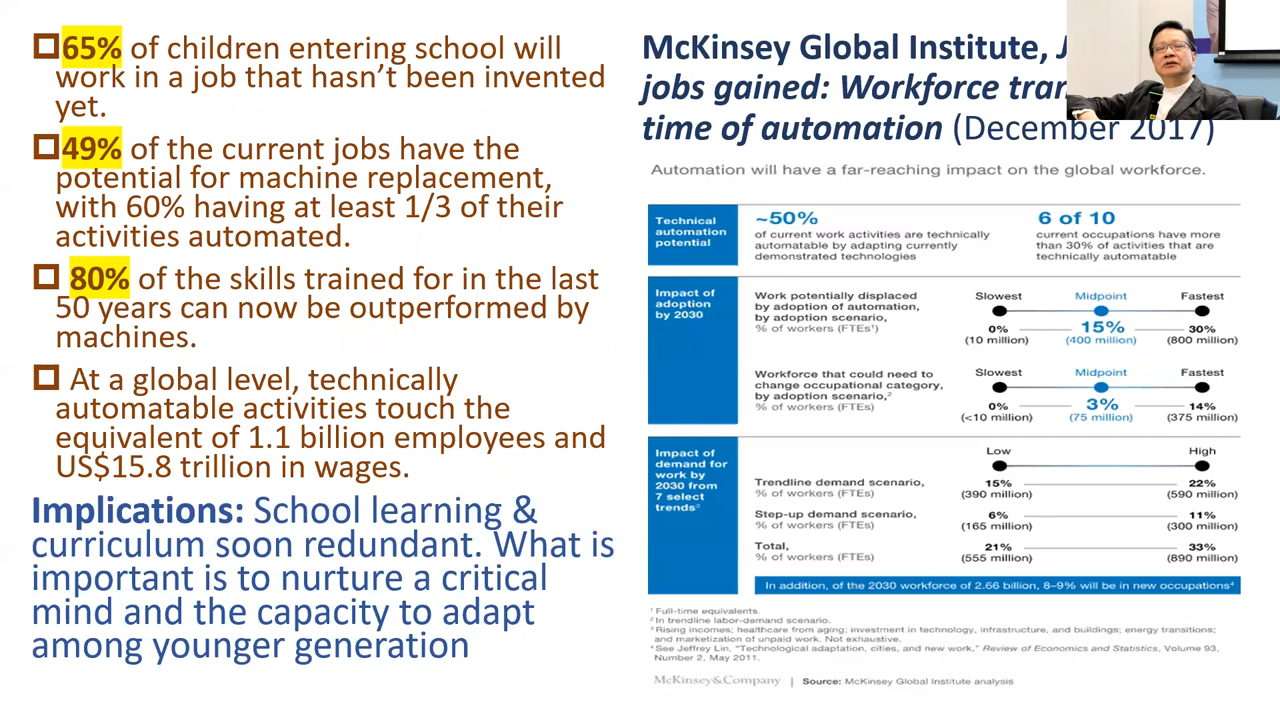 65% of children entering school will
work in a job that hasn't been invented
yet.
49% of the current jobs have the
potential for machine replacement,
with 60% having at least 1/3 of their
activities automated.
80% of the skills trained for in the last
50 years can now be outperformed by
machines.
At a global level, technically
automatable activities touch the
equivalent of 1.1 billion employees and
US$15.8 trillion in wages.
Implications: School learning &
curriculum soon redundant. What is
important is to nurture a critical
mind and the capacity to adapt
among younger generation
McKinsey Global Institute,
jobs gained: Workforce
time of automation (December 2017)
Automation will have a far-reaching impact on the global workforce.
Technical
automation
potential
~50%
of current work activities are technically
automatable by adapting currently
demonstrated technologies
6 of 10
current occupations have more
than 30% of activities that are
technically automatable
Impact of
adoption
by 2030
Work potentially displaced
by adoption of automation,
by adoption scenario,
% of workers (FTEs¹)
Slowest Midpoint Fastest
0% 15% 30%
(10 million) (400 million) (800 million)
Workforce that could need to
change occupational category,
by adoption scenario,²
% of workers (FTEs)
Slowest Midpoint Fastest
0% 3% 14%
(<10 million) (75 million) (375 million)
Impact of
demand for
work by
2030 from
7 select
trends³
Low High
Trendline demand scenario,
% of workers (FTEs)
15% 22%
(390 million) (590 million)
Step-up demand scenario,
% of workers (FTEs)
6% 11%
(165 million) (300 million)
Total,
% of workers (FTEs)
21% 33%
(555 million) (890 million)
In addition, of the 2030 workforce of 2.66 billion, 8–9% will be in new occupations⁴
¹ Full-time equivalents.
² In trendline labor-demand scenario.
³ Rising incomes; healthcare from aging; investment in technology, infrastructure, and buildings; energy transitions;
and marketization of unpaid work. Not exhaustive.
⁴ See Jeffrey Lin, "Technological adaptation, cities, and new work," Review of Economics and Statistics, Volume 93,
Number 2, May 2011.
McKinsey&Company | Source: McKinsey Global Institute analysis